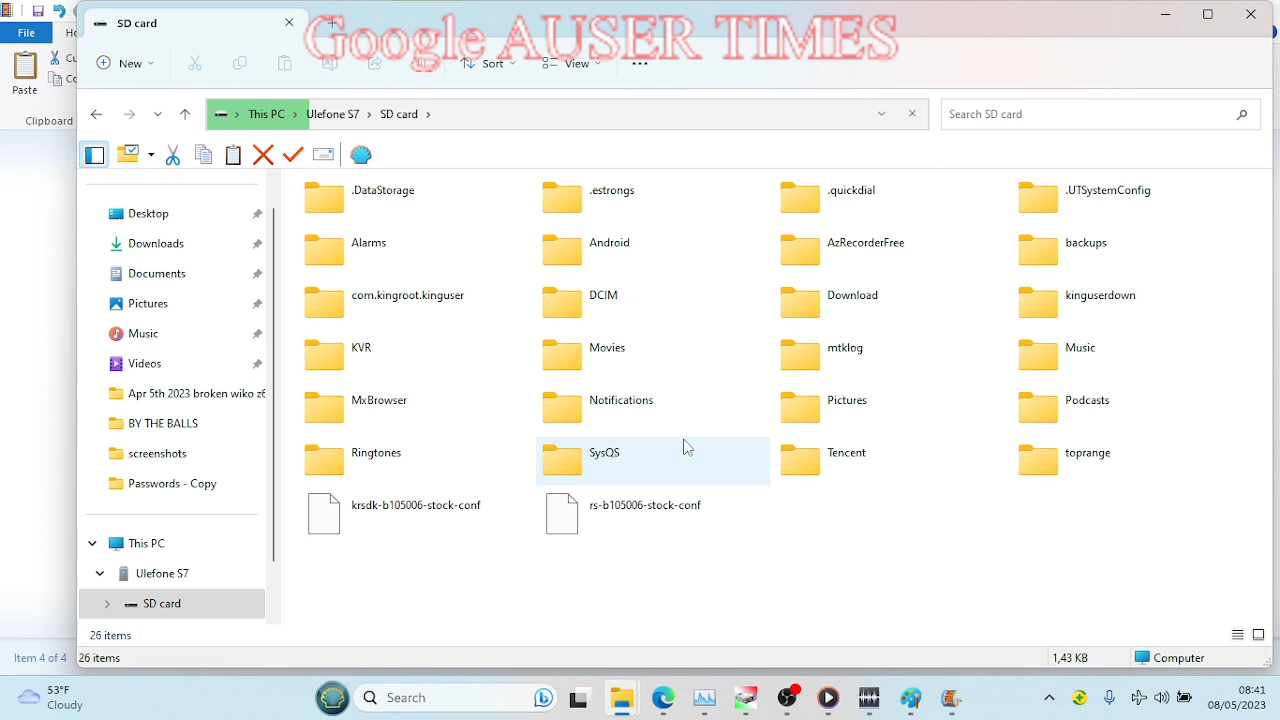 File
SD card
Google AUSER TIMES
Paste
Clipboard
New
Sort
View
This PC
Ulefone S7
SD card
Search SD card
Desktop
Downloads
Documents
Pictures
Music
Videos
Apr 5th 2023 broken wiko z6
BY THE BALLS
screenshots
Passwords - Copy
This PC
Ulefone S7
SD card
.DataStorage
.estrongs
.quickdial
.UTSystemConfig
Alarms
Android
AzRecorderFree
backups
com.kingroot.kinguser
DCIM
Download
kinguserdown
KVR
Movies
mtklog
Music
MxBrowser
Notifications
Pictures
Podcasts
Ringtones
SysQS
Tencent
toprange
krsdk-b105006-stock-conf
rs-b105006-stock-conf
26 items
Item 4 of 4
26 items
1,43 KB
Computer
53°F
Cloudy
Search
08:41
08/05/2023